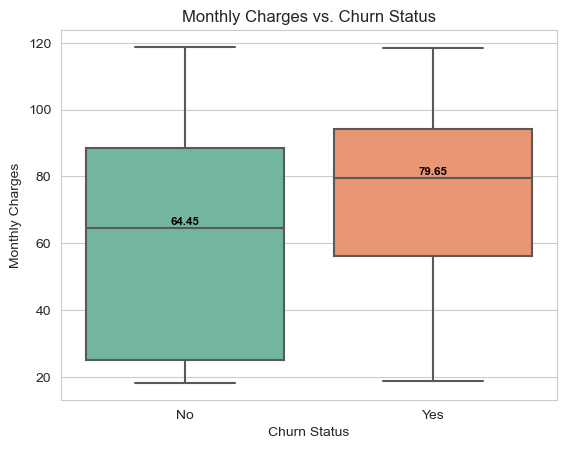 Monthly Charges vs. Churn Status
120
100
80
60
40
20
Monthly Charges
64.45
79.65
No
Yes
Churn Status